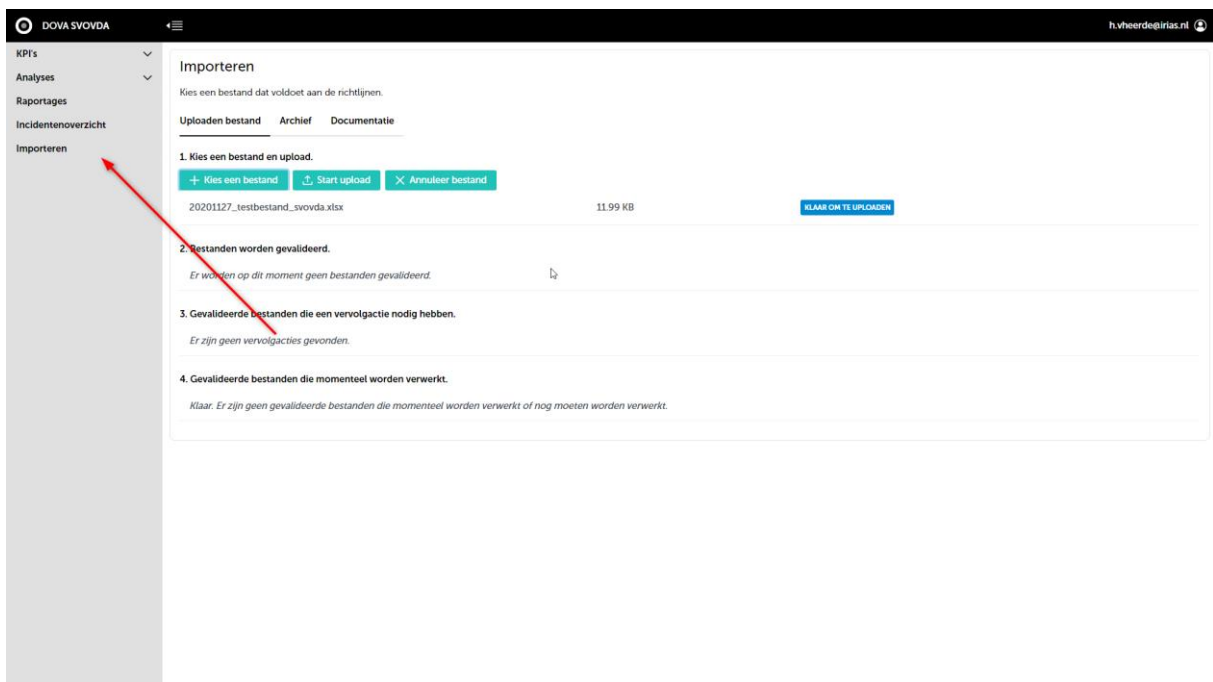 DOVA SVOVDA
h.vheerde@irias.nl
KPI's
Analyses
Raportages
Incidentenoverzicht
Importeren
Importeren
Kies een bestand dat voldoet aan de richtlijnen.
Uploaden bestand Archief Documentatie
1. Kies een bestand en upload.
+ Kies een bestand Start upload X Annuleer bestand
20201127_testbestand_svovda.xlsx 11.99 KB KLAAR OM TE UPLOADEN
2. Bestanden worden gevalideerd.
Er worden op dit moment geen bestanden gevalideerd.
3. Gevalideerde bestanden die een vervolgactie nodig hebben.
Er zijn geen vervolgacties gevonden.
4. Gevalideerde bestanden die momenteel worden verwerkt.
Klaar. Er zijn geen gevalideerde bestanden die momenteel worden verwerkt of nog moeten worden verwerkt.